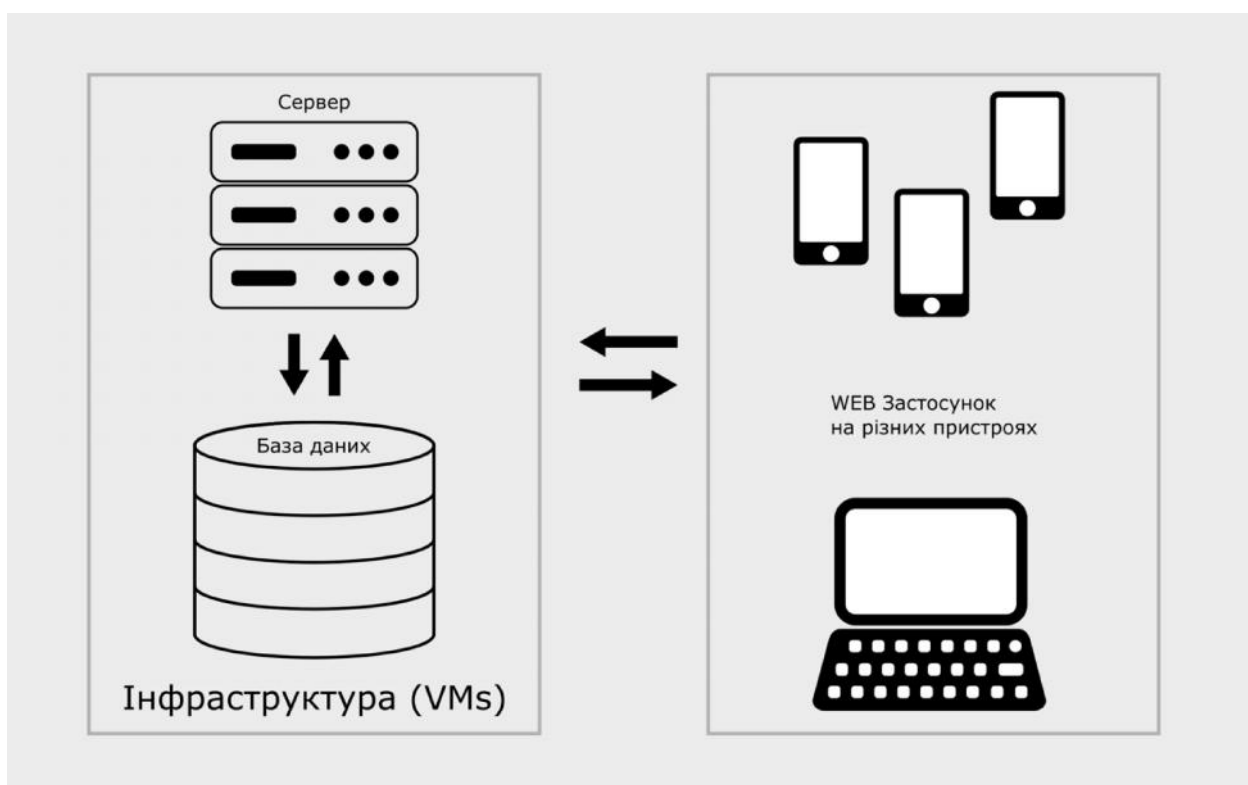 Сервер
База даних
Інфраструктура (VMs)
WEB Застосунок
на різних пристроях